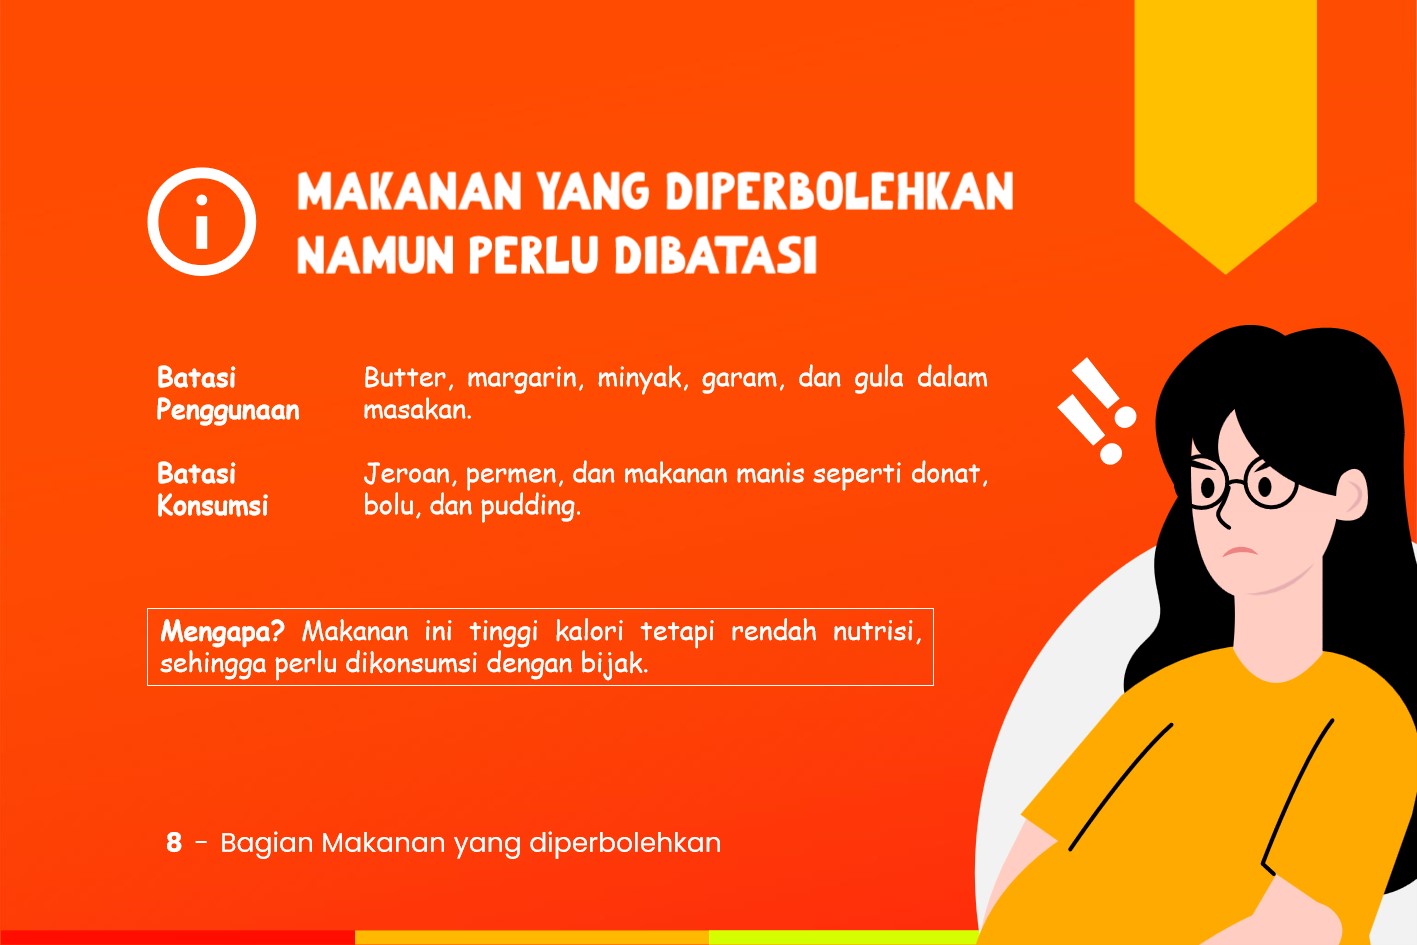 MAKANAN YANG DIPERBOLEHKAN
NAMUN PERLU DIBATASI
Batasi
Penggunaan
Butter, margarin, minyak, garam, dan gula dalam
masakan.
Batasi
Konsumsi
Jeroan, permen, dan makanan manis seperti donat,
bolu, dan pudding.
Mengapa? Makanan ini tinggi kalori tetapi rendah nutrisi,
sehingga perlu dikonsumsi dengan bijak.
8 - Bagian Makanan yang diperbolehkan